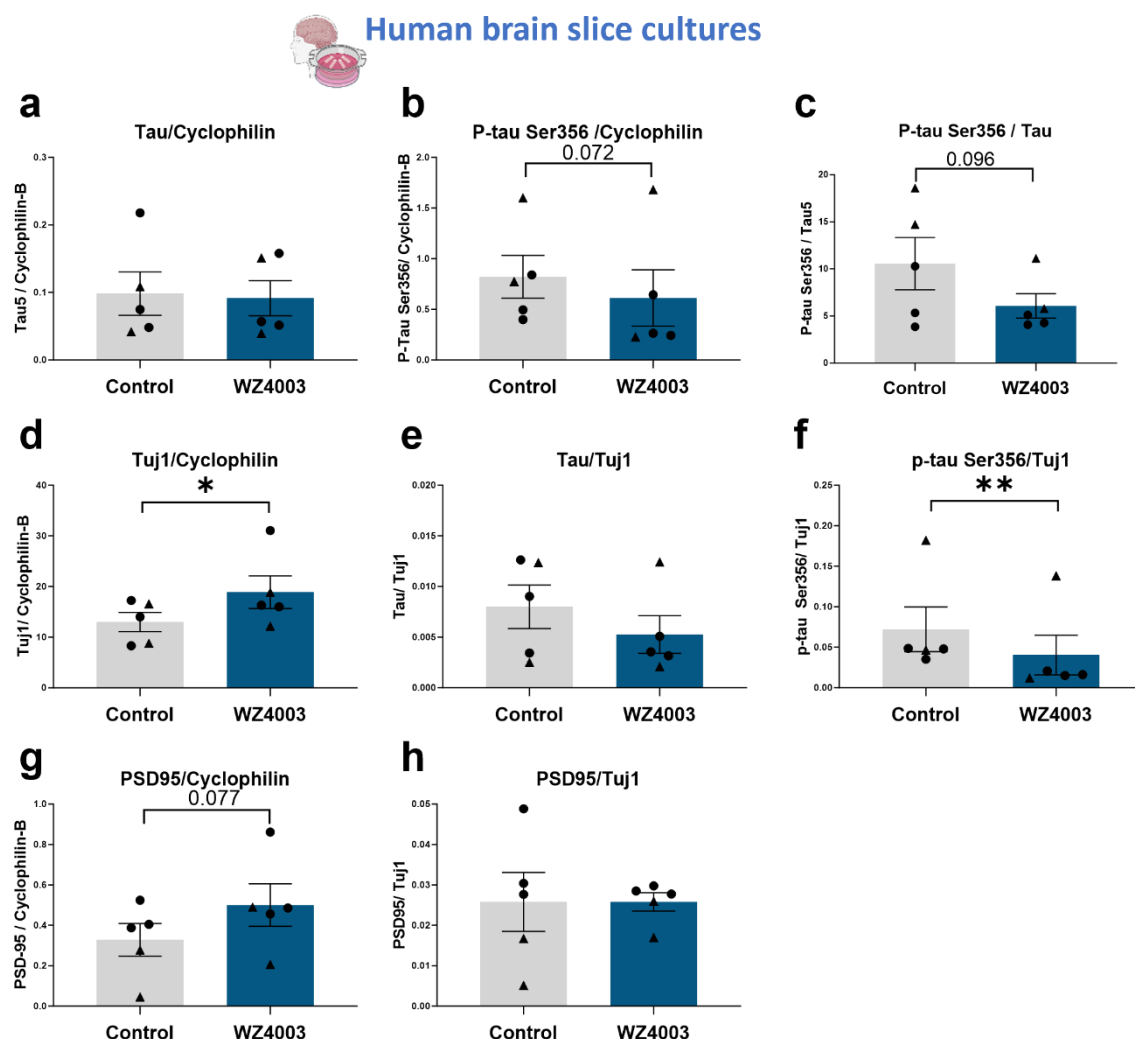 Human brain slice cultures
a
Tau/Cyclophilin
Tau5 / Cyclophilin-B
0.3
0.2
0.1
0.0
Control
WZ4003
b
P-tau Ser356 /Cyclophilin
0.072
P-Tau Ser356/ Cyclophilin-B
2.0
1.5
1.0
0.5
0.0
Control
WZ4003
c
P-tau Ser356 / Tau
0.096
P-tau Ser356 / Tau5
20
15
10
5
0
Control
WZ4003
d
Tuj1/Cyclophilin
*
Tuj1/ Cyclophilin-B
40
30
20
10
0
Control
WZ4003
e
Tau/Tuj1
Tau/ Tuj1
0.020
0.015
0.010
0.005
0.000
Control
WZ4003
f
p-tau Ser356/Tuj1
**
p-tau Ser356/ Tuj1
0.25
0.20
0.15
0.10
0.05
0.00
Control
WZ4003
g
PSD95/Cyclophilin
0.077
PSD-95 / Cyclophilin-B
1.0
0.8
0.6
0.4
0.2
0.0
Control
WZ4003
h
PSD95/Tuj1
PSD95/ Tuj1
0.05
0.04
0.03
0.02
0.01
0.00
Control
WZ4003